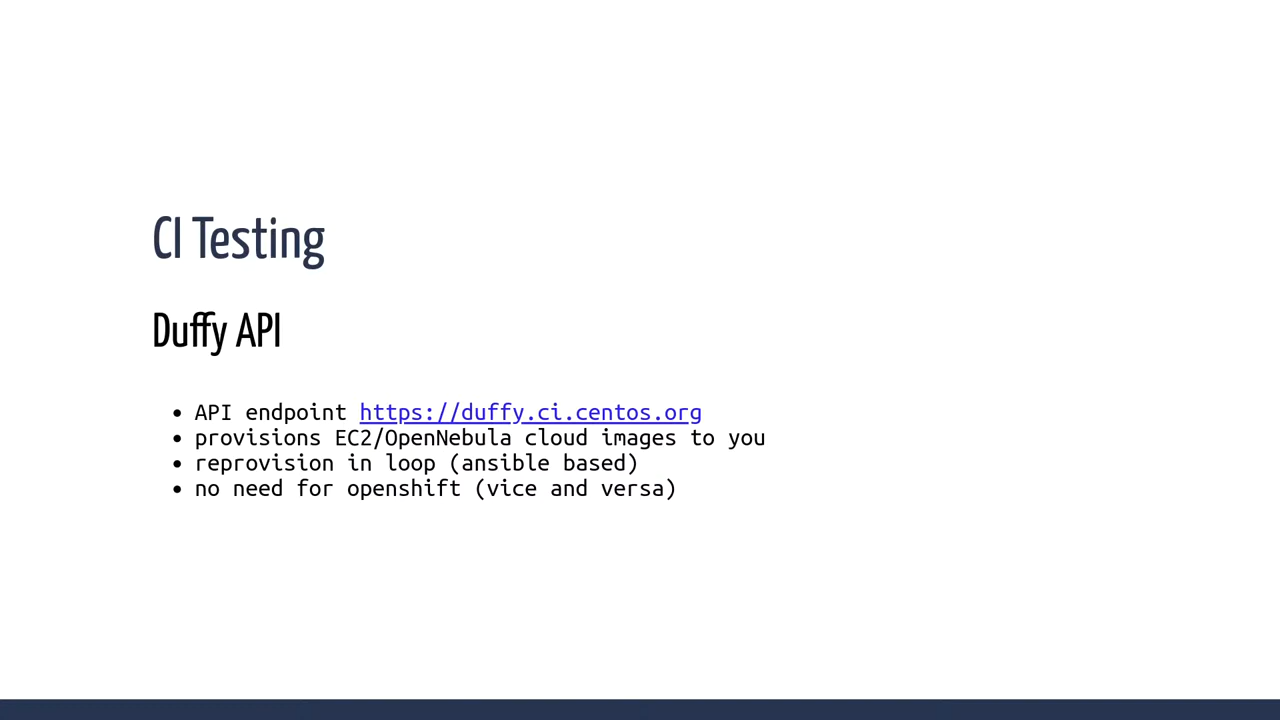 CI Testing
Duffy API
• API endpoint https://duffy.ci.centos.org
• provisions EC2/OpenNebula cloud images to you
• reprovision in loop (ansible based)
• no need for openshift (vice and versa)